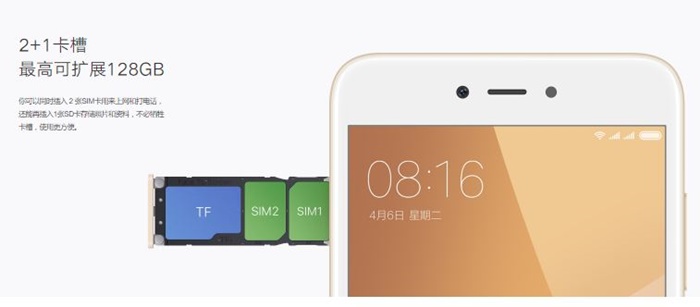 2+1卡槽
最高可扩展128GB
你可以同时插入 2 张SIM卡用来上网和打电话，
还能再插入1张SD卡存储照片和资料，不必牺牲
卡槽，使用更方便。
TF
SIM2
SIM1
08:16
4月6日 星期二